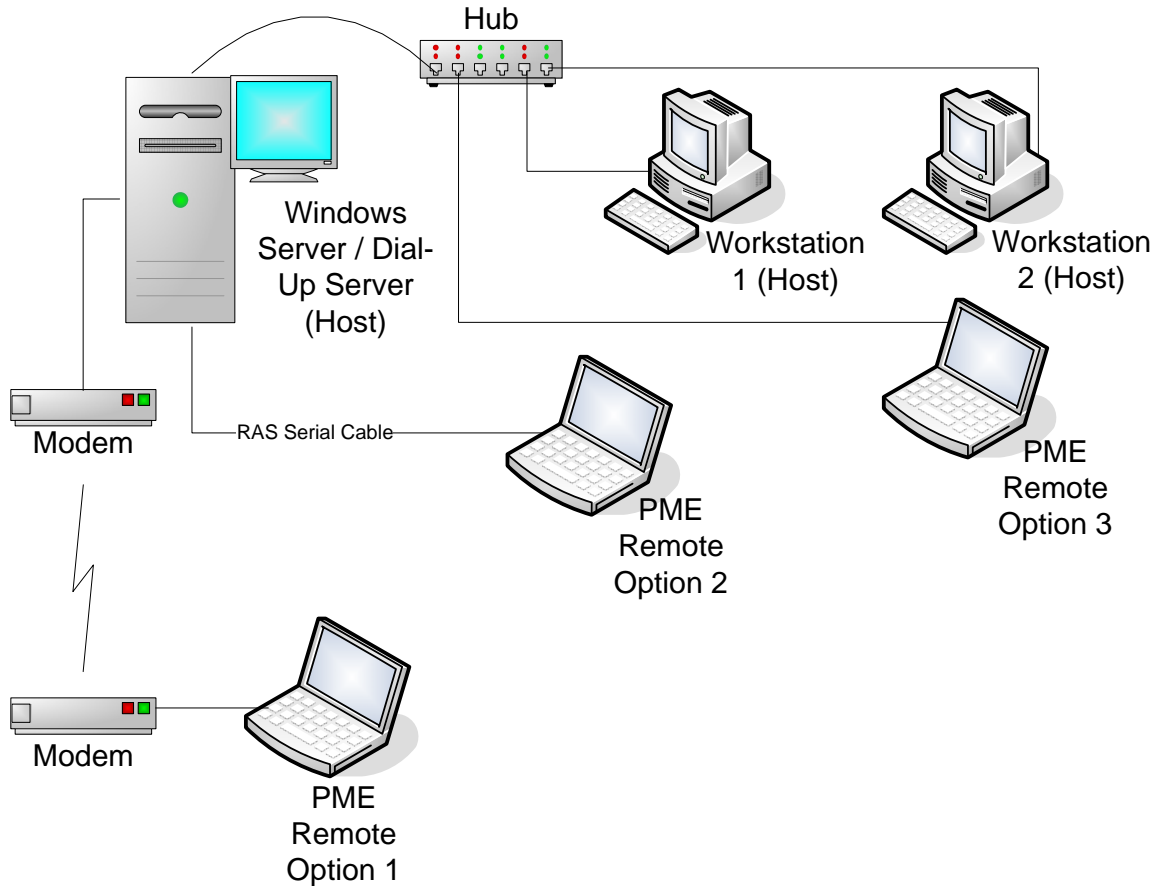 Hub
Windows
Server / Dial-
Up Server
(Host)
Workstation
1 (Host)
Workstation
2 (Host)
Modem
RAS Serial Cable
PME
Remote
Option 2
PME
Remote
Option 3
Modem
PME
Remote
Option 1